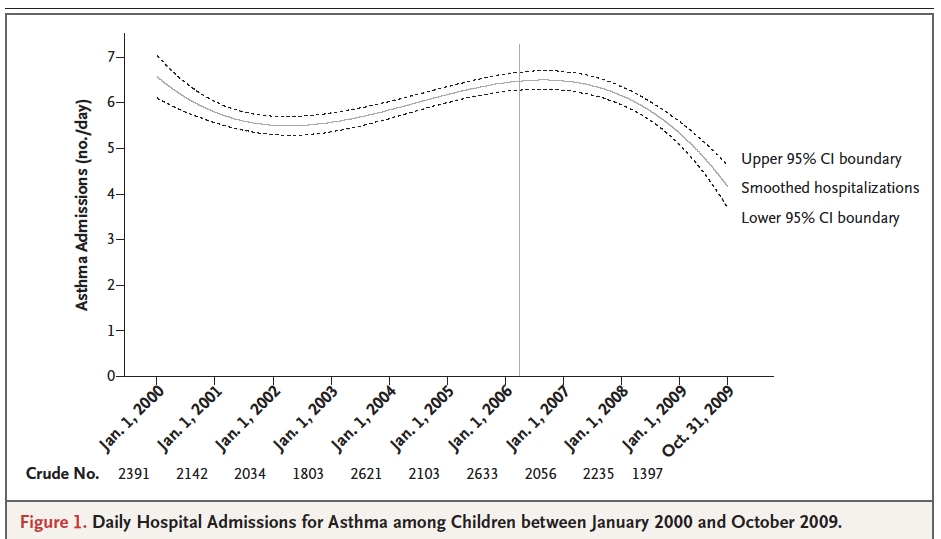 7
6
5
4
3
2
1
0
Asthma Admissions (no./day)
Upper 95% CI boundary
Smoothed hospitalizations
Lower 95% CI boundary
Jan. 1, 2000
Jan. 1, 2001
Jan. 1, 2002
Jan. 1, 2003
Jan. 1, 2004
Jan. 1, 2005
Jan. 1, 2006
Jan. 1, 2007
Jan. 1, 2008
Jan. 1, 2009
Oct. 31, 2009
Crude No. 2391 2142 2034 1803 2621 2103 2633 2056 2235 1397
Figure 1. Daily Hospital Admissions for Asthma among Children between January 2000 and October 2009.